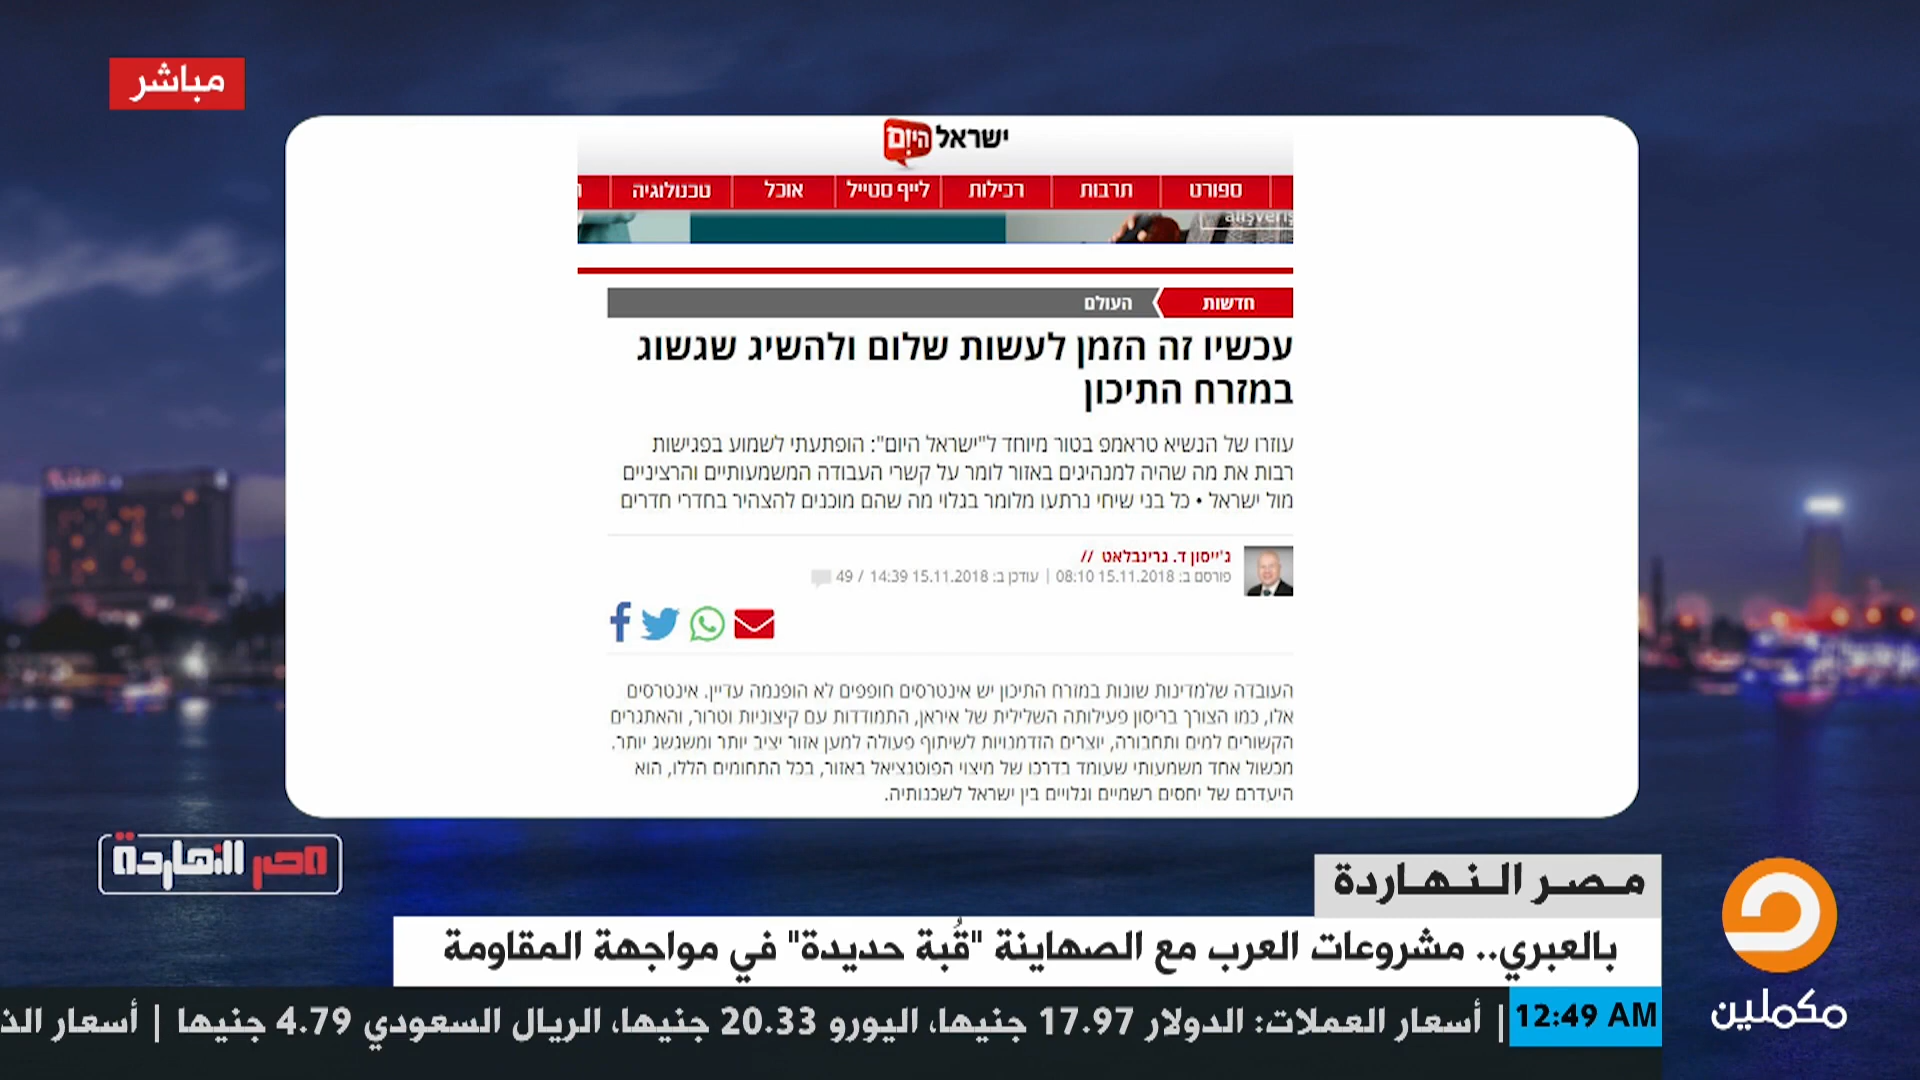 مباشر
ישראל היום
ספורט
תרבות
רכילות
לייף סטייל
אוכל
טכנולוגיה
alışveriş
חדשות
העולם
עכשיו זה הזמן לעשות שלום ולהשיג שגשוג
במזרח התיכון
עוזרו של הנשיא טראמפ בטור מיוחד ל"ישראל היום": הופתעתי לשמוע בפגישות
רבות את מה שהיה למנהיגים באזור לומר על קשרי העבודה המשמעותיים והרציניים
מול ישראל • כל בני שיחי נרתעו מלומר בגלוי מה שהם מוכנים להצהיר בחדרי חדרים
ג'ייסון ד. גרינבלאט //
פורסם ב: 15.11.2018 08:10 | עודכן ב: 15.11.2018 14:39 / 49
העובדה שלמדינות שונות במזרח התיכון יש אינטרסים חופפים לא הופנמה עדיין. אינטרסים
אלו, כמו הצורך בריסון פעילותה השלילית של איראן, התמודדות עם קיצוניות וטרור, והאתגרים
הקשורים למים ותחבורה, יוצרים הזדמנויות לשיתוף פעולה למען אזור יציב יותר ומשגשג יותר.
מכשול אחד משמעותי שעומד בדרכו של מיצוי הפוטנציאל באזור, בכל התחומים הללו, הוא
היעדרם של יחסים רשמיים וגלויים בין ישראל לשכנותיה.
مصر النهاردة
مصر النهاردة
بالعبري.. مشروعات العرب مع الصهاينة "قُبة حديدة" في مواجهة المقاومة
مكملين
12:49 AM
| أسعار العملات: الدولار 17.97 جنيها، اليورو 20.33 جنيها، الريال السعودي 4.79 جنيها | أسعار الذ